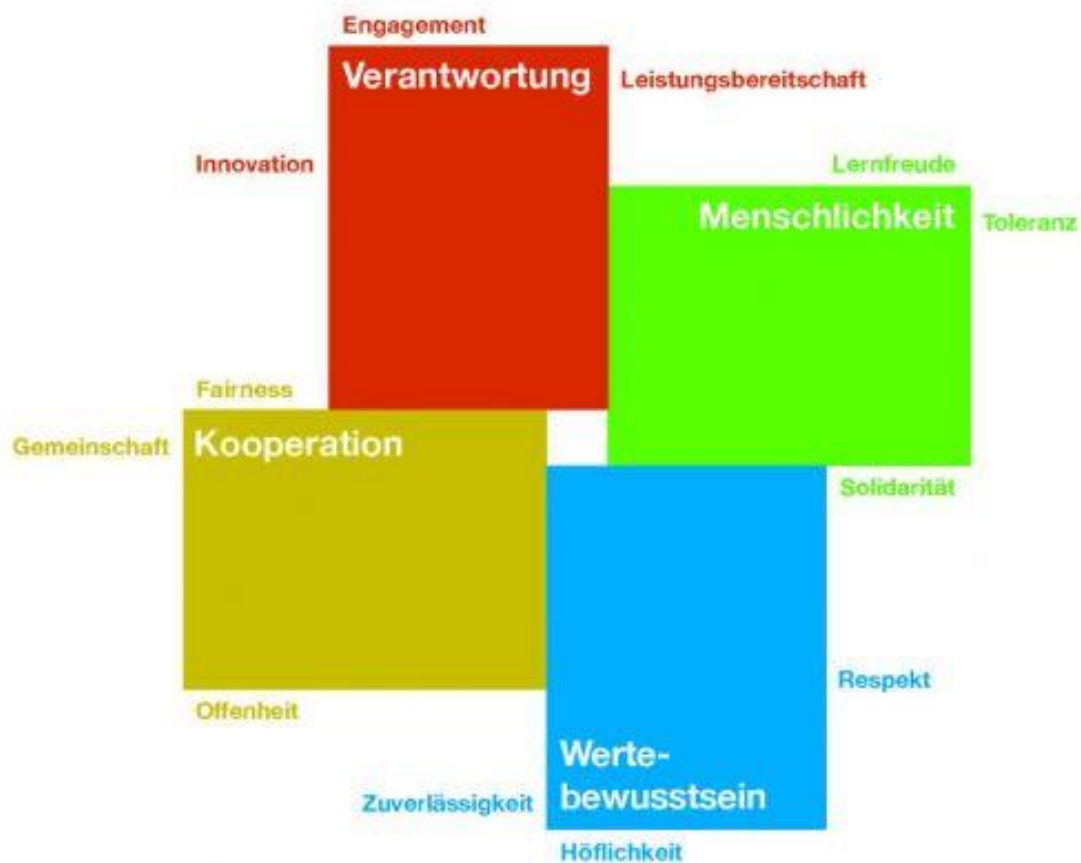 Engagement
Verantwortung
Leistungsbereitschaft
Innovation
Lernfreude
Menschlichkeit
Toleranz
Fairness
Gemeinschaft
Kooperation
Solidarität
Offenheit
Respekt
Werte-
bewusstsein
Zuverlässigkeit
Höflichkeit